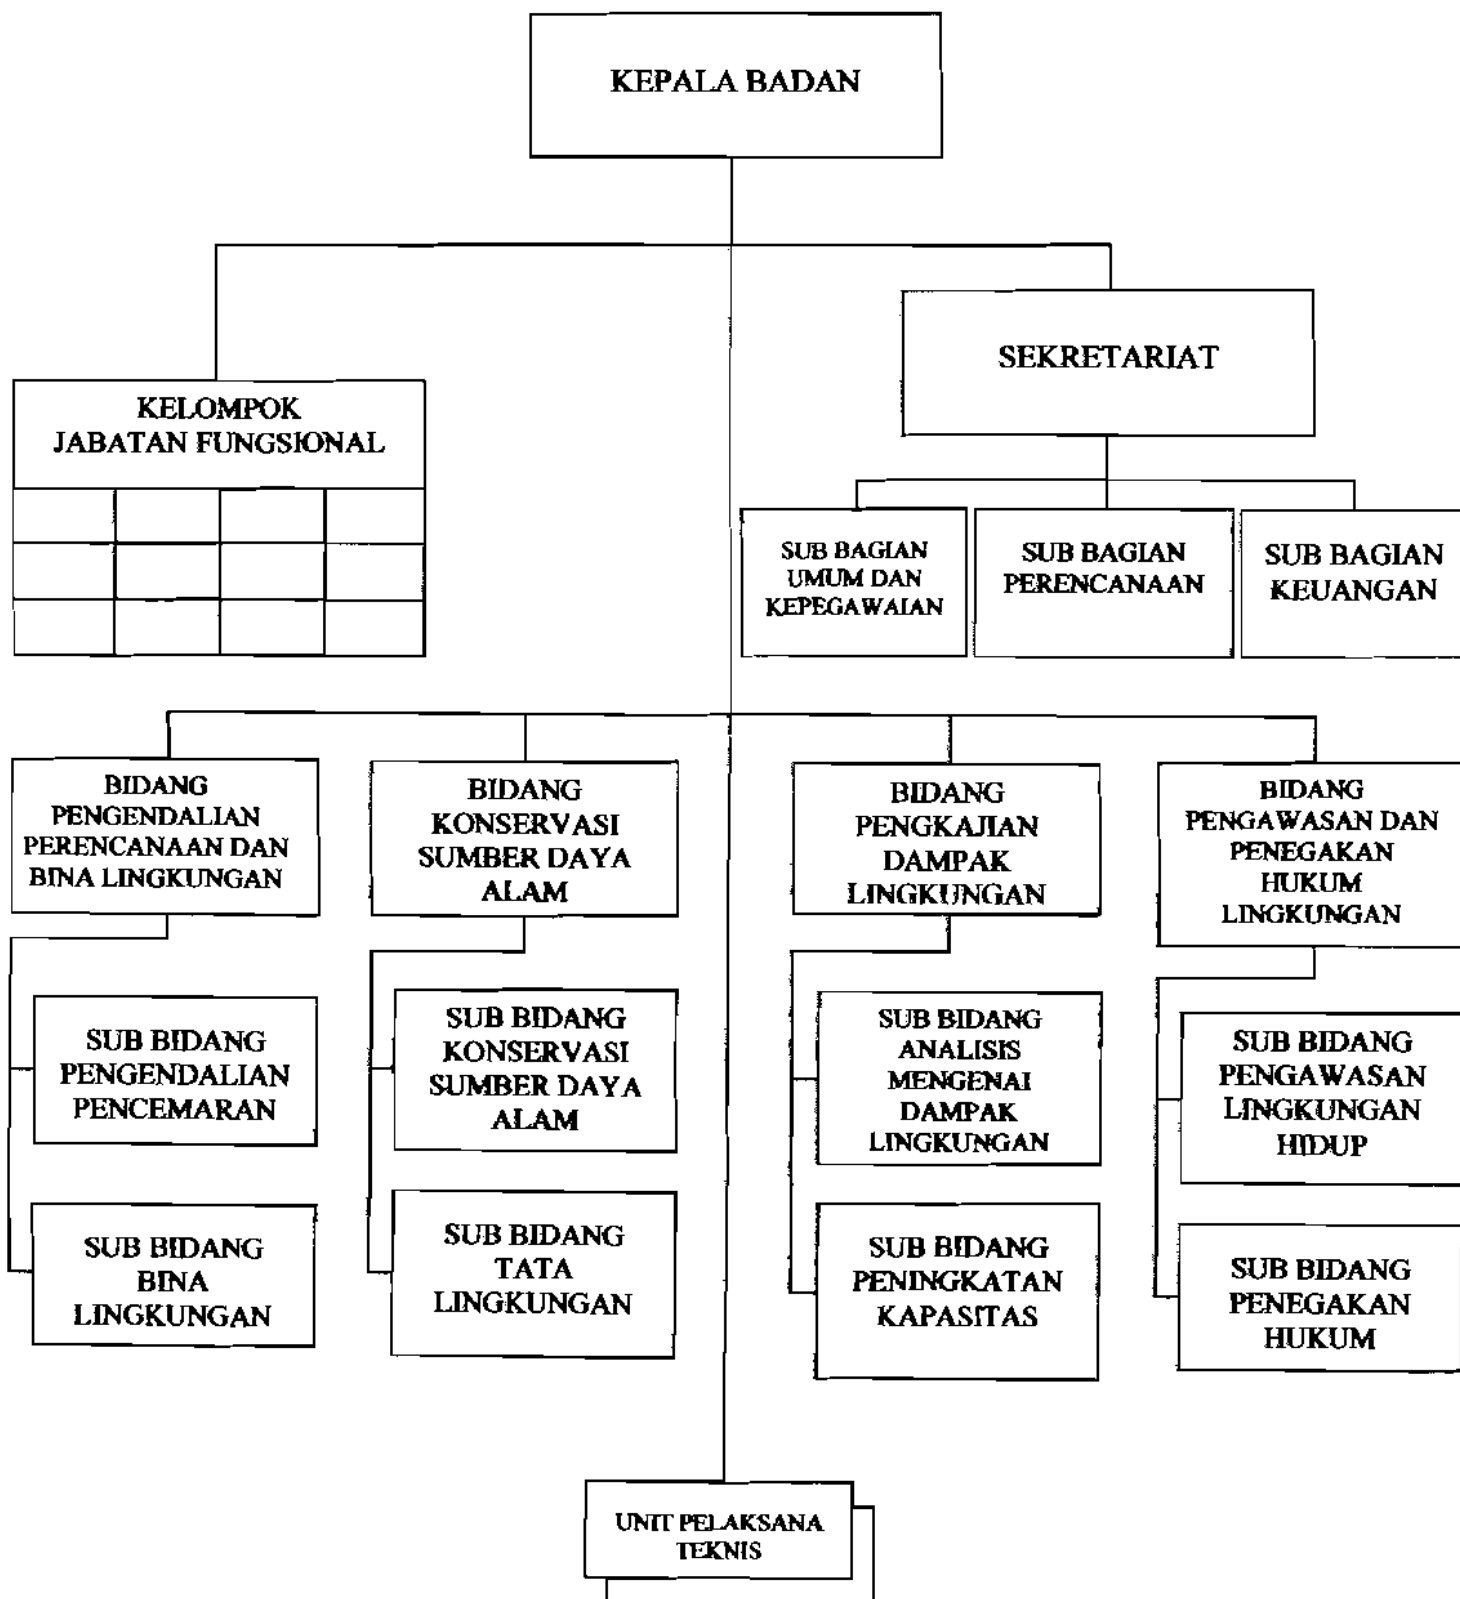 KEPALA BADAN
SEKRETARIAT
KELOMPOK
JABATAN FUNGSIONAL
SUB BAGIAN
UMUM DAN
KEPEGAWAIAN
SUB BAGIAN
PERENCANAAN
SUB BAGIAN
KEUANGAN
BIDANG
PENGENDALIAN
PERENCANAAN DAN
BINA LINGKUNGAN
BIDANG
KONSERVASI
SUMBER DAYA
ALAM
BIDANG
PENGKAJIAN
DAMPAK
LINGKUNGAN
BIDANG
PENGAWASAN DAN
PENEGAKAN
HUKUM
LINGKUNGAN
SUB BIDANG
PENGENDALIAN
PENCEMARAN
SUB BIDANG
KONSERVASI
SUMBER DAYA
ALAM
SUB BIDANG
ANALISIS
MENGENAI
DAMPAK
LINGKUNGAN
SUB BIDANG
PENGAWASAN
LINGKUNGAN
HIDUP
SUB BIDANG
BINA
LINGKUNGAN
SUB BIDANG
TATA
LINGKUNGAN
SUB BIDANG
PENINGKATAN
KAPASITAS
SUB BIDANG
PENEGAKAN
HUKUM
UNIT PELAKSANA
TEKNIS